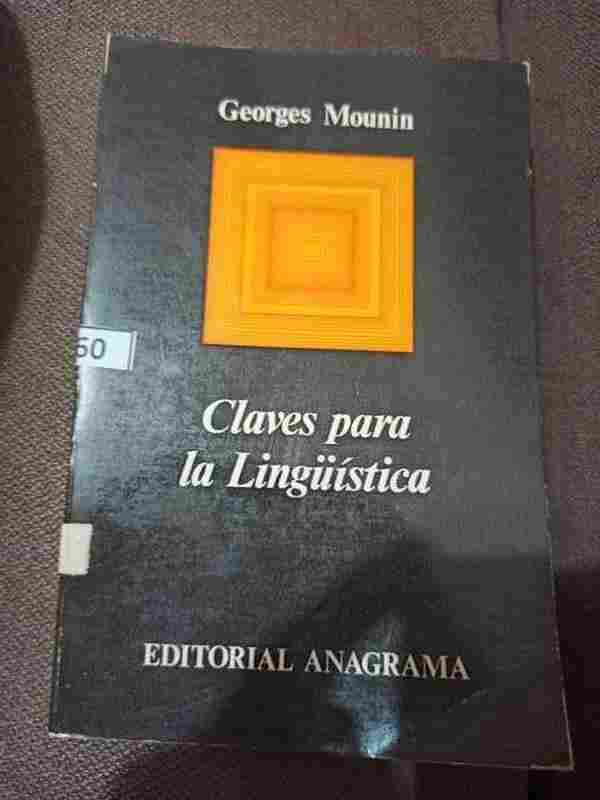 Georges Mounin
60
Claves para
la Lingüística
EDITORIAL ANAGRAMA